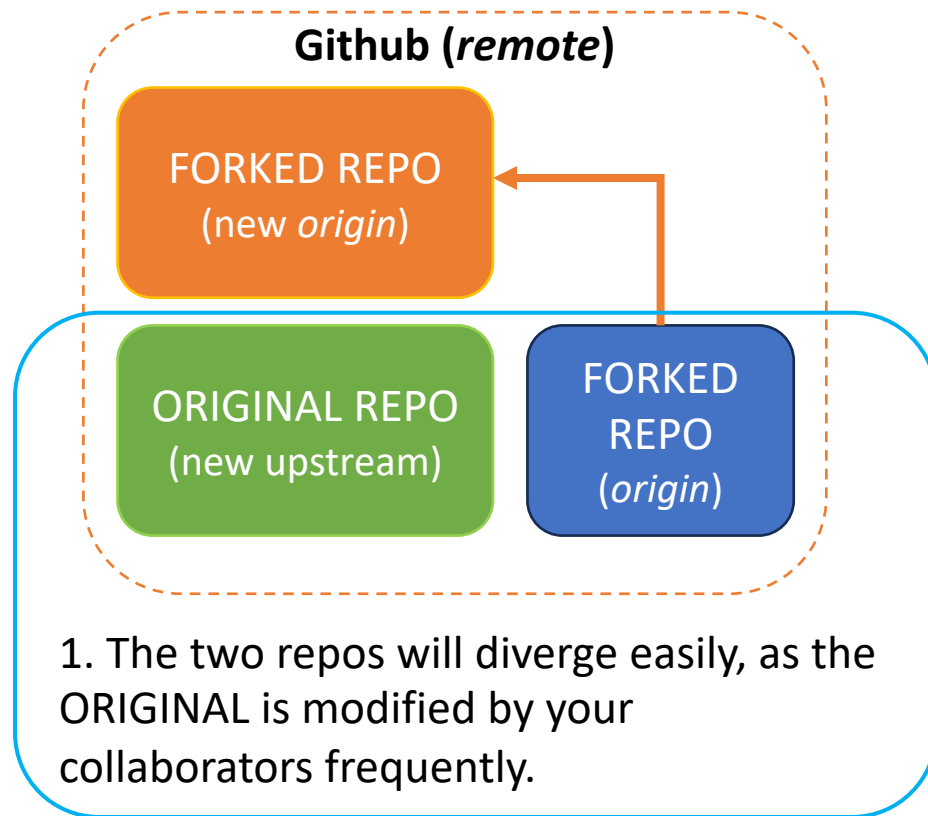 Github (remote)
FORKED REPO
(new origin)
ORIGINAL REPO
(new upstream)
FORKED
REPO
(origin)
1. The two repos will diverge easily, as the
ORIGINAL is modified by your
collaborators frequently.